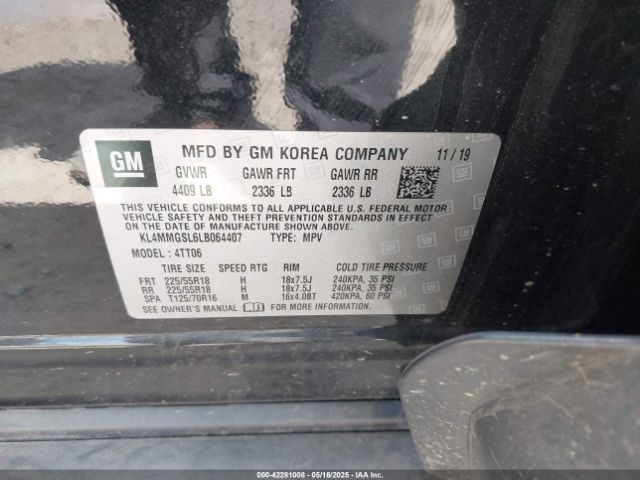 GM
MFD BY GM KOREA COMPANY 11 / 19
GVWR GAWR FRT GAWR RR
4409 LB 2336 LB 2336 LB
THIS VEHICLE CONFORMS TO ALL APPLICABLE U.S. FEDERAL MOTOR
VEHICLE SAFETY AND THEFT PREVENTION STANDARDS IN EFFECT
ON THE DATE OF MANUFACTURE SHOWN ABOVE.
KL4MMGSL6LB064407 TYPE: MPV
MODEL : 4TT06
TIRE SIZE SPEED RTG RIM COLD TIRE PRESSURE
FRT 225/55R18 H 18x7.5J 240KPA, 35 PSI
RR 225/55R18 H 18x7.5J 240KPA, 35 PSI
SPA T125/70R16 M 16x4.0BT 420KPA, 60 PSI
SEE OWNER'S MANUAL FOR MORE INFORMATION
000-42281008 - 05/16/2025 - IAA Inc.